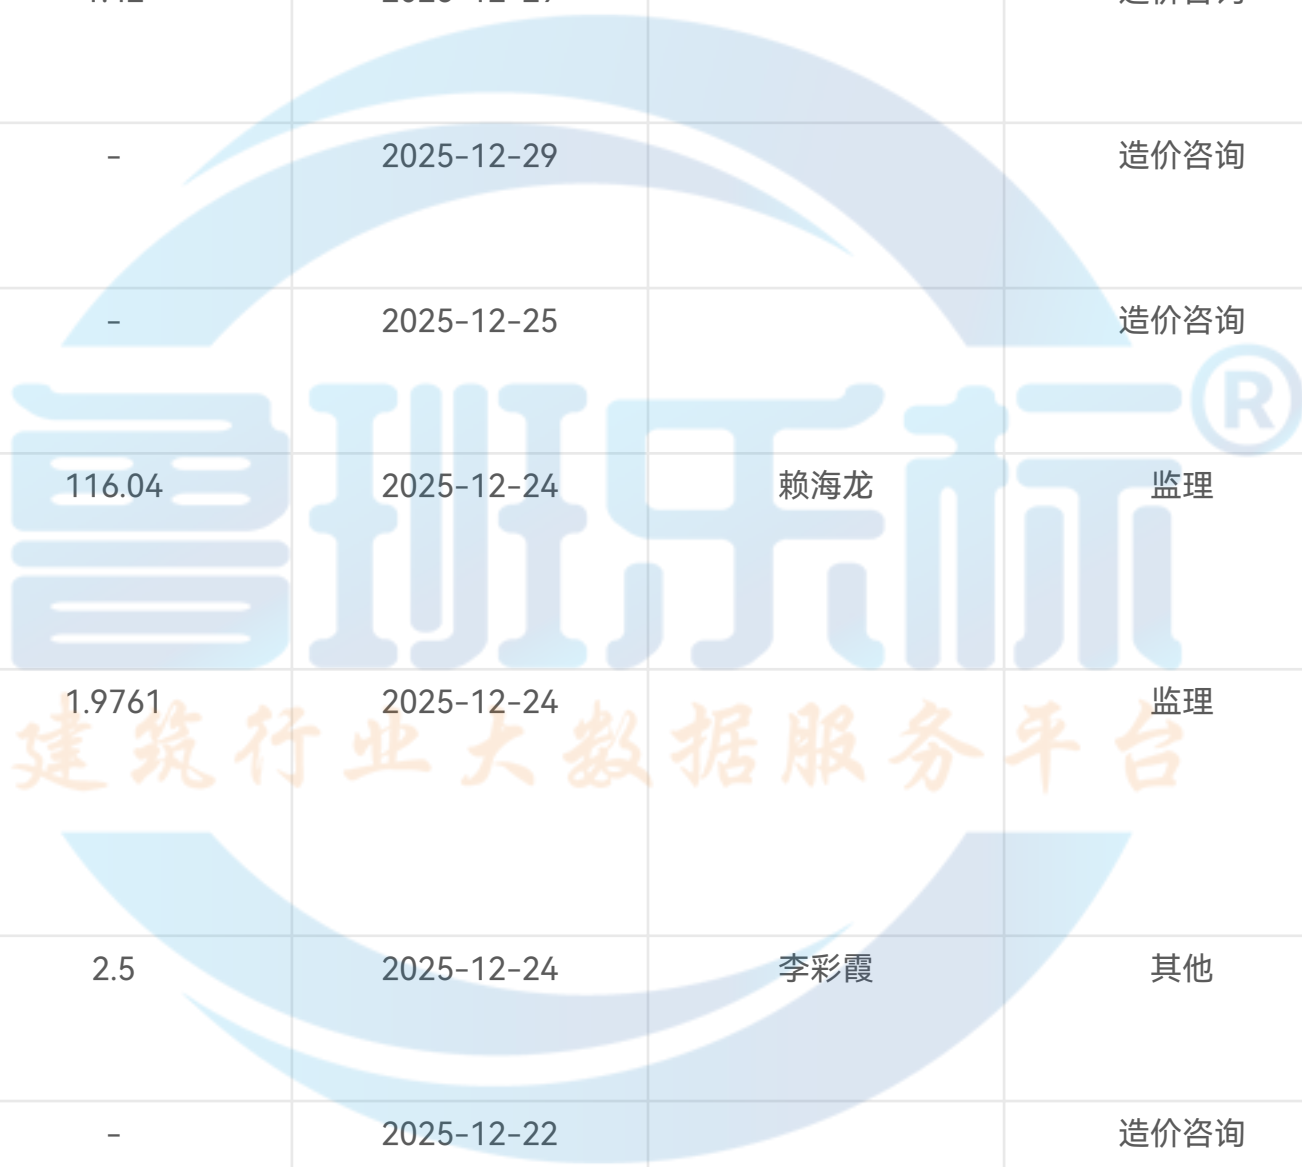 - 2025-12-29 造价咨询
- 2025-12-25 造价咨询
鲁班乐标®
116.04 2025-12-24 赖海龙 监理
1.9761 2025-12-24 监理
建筑行业大数据服务平台
2.5 2025-12-24 李彩霞 其他
- 2025-12-22 造价咨询